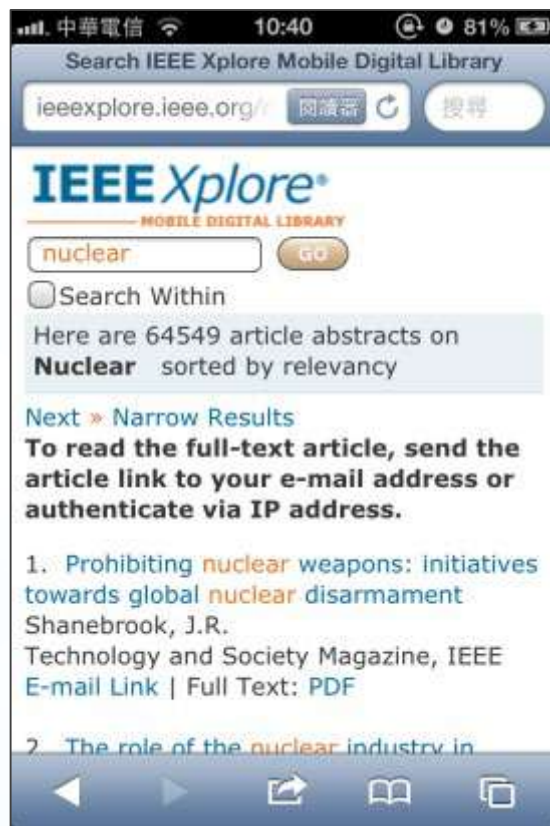 中華電信 10:40 81%
Search IEEE Xplore Mobile Digital Library
ieeexplore.ieee.org/ 閱讀器 搜尋
IEEE Xplore®
MOBILE DIGITAL LIBRARY
nuclear GO
Search Within
Here are 64549 article abstracts on
Nuclear sorted by relevancy
Next » Narrow Results
To read the full-text article, send the
article link to your e-mail address or
authenticate via IP address.
1. Prohibiting nuclear weapons: initiatives
towards global nuclear disarmament
Shanebrook, J.R.
Technology and Society Magazine, IEEE
E-mail Link | Full Text: PDF
2. The role of the nuclear industry in